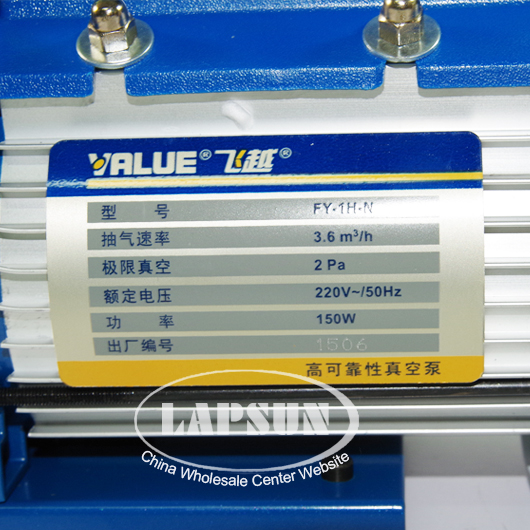 VALUE® 飞越®
型 号 FY-1H-N
抽气速率 3.6 m³/h
极限真空 2 Pa
额定电压 220V~/50Hz
功 率 150W
出厂编号 1506
高可靠性真空泵
LAPSUN
China Wholesale Center Website